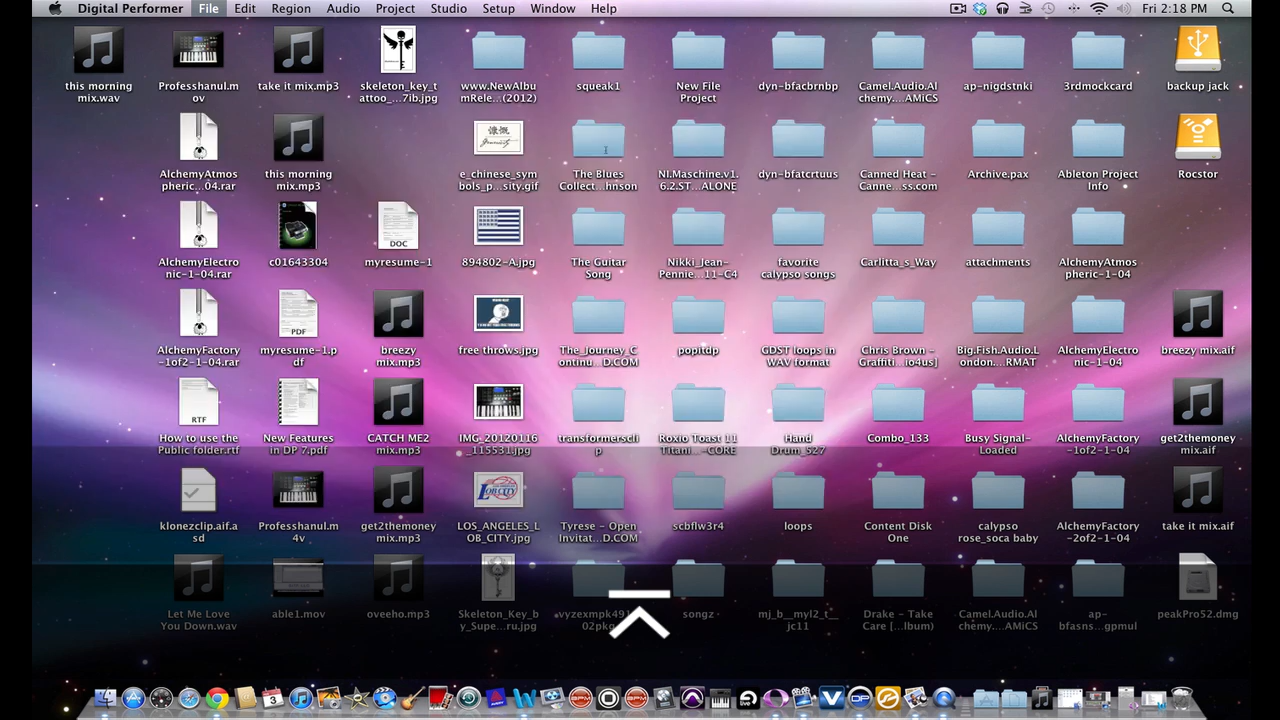 Digital Performer File Edit Region Audio Project Studio Setup Window Help Fri 2:18 PM
this morning
mix.wav
Professhanul.m
ov
take it mix.mp3
skeleton_key_t
attoo_...7ib.jpg
www.NewAlbu
mRele...(2012)
squeak1
New File
Project
dyn-bfacbrnbp
Camel.Audio.Al
chemy....AMiCS
ap-nigdstnki
3rdmockcard
backup jack
AlchemyAtmos
pheric...04.rar
this morning
mix.mp3
e_chinese_sym
bols_p...sity.gif
The Blues
Collect...hnson
NI.Maschine.v1.
6.2.ST...ALONE
dyn-bfatcrtuus
Canned Heat -
Canne...ss.com
Archive.pax
Ableton Project
Info
Rocstor
AlchemyElectro
nic-1-04.rar
c01643304
DOC
myresume-1
894802-A.jpg
The Guitar
Song
Nikki_Jean-
Pennie...11-C4
favorite
calypso songs
Carlitta_s_Way
attachments
AlchemyAtmos
pheric-1-04
AlchemyFactory
-1of2-1-04.rar
PDF
myresume-1.p
df
breezy
mix.mp3
free throws.jpg
The_Journey_C
ontinu...D.COM
popitdp
GDST loops in
WAV format
Chris Brown -
Graffiti...io4us]
Big.Fish.Audio.L
ondon....RMAT
AlchemyElectro
nic-1-04
breezy mix.aif
RTF
How to use the
Public folder.rtf
New Features
in DP 7.pdf
CATCH ME2
mix.mp3
IMG_20120116
_115531.jpg
transformerscli
p
Roxio Toast 11
Titani...-CORE
Hand
Drum_S27
Combo_133
Busy Signal-
Loaded
AlchemyFactory
-1of2-1-04
get2themoney
mix.aif
klonezclip.aif.a
sd
Professhanul.m
4v
get2themoney
mix.mp3
LOS_ANGELES_L
OB_CITY.jpg
Tyrese - Open
Invitat...D.COM
scbflw3r4
loops
Content Disk
One
calypso
rose_soca baby
AlchemyFactory
-2of2-1-04
take it mix.aif
Let Me Love
You Down.wav
able1.mov
oveeho.mp3
Skeleton_Key_b
y_Supe...ru.jpg
vyzexmpk491
02pkg
songz
mj_b__myl2_t__
jc11
Drake - Take
Care [...lbum)
Camel.Audio.Al
chemy....AMiCS
ap-
bfasns...gpmul
peakPro52.dmg